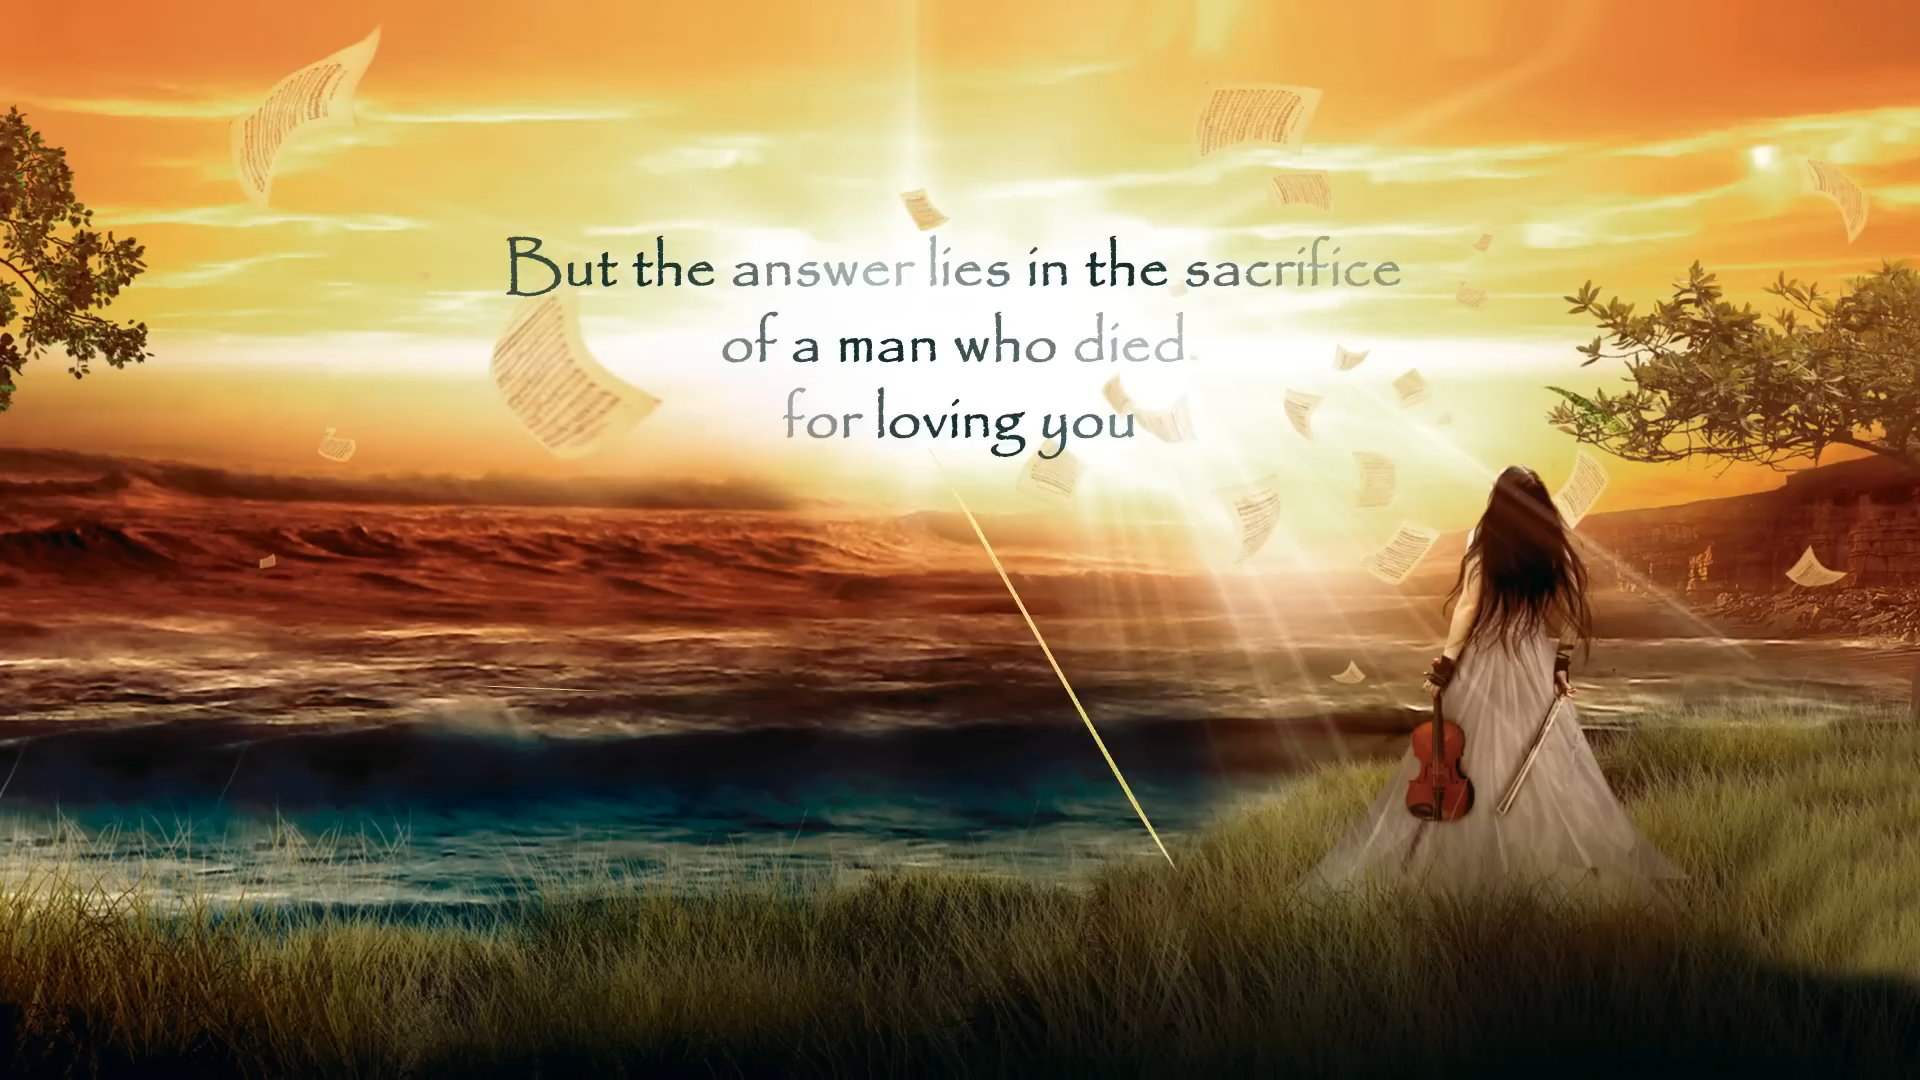 But the answer lies in the sacrifice
of a man who died
for loving you